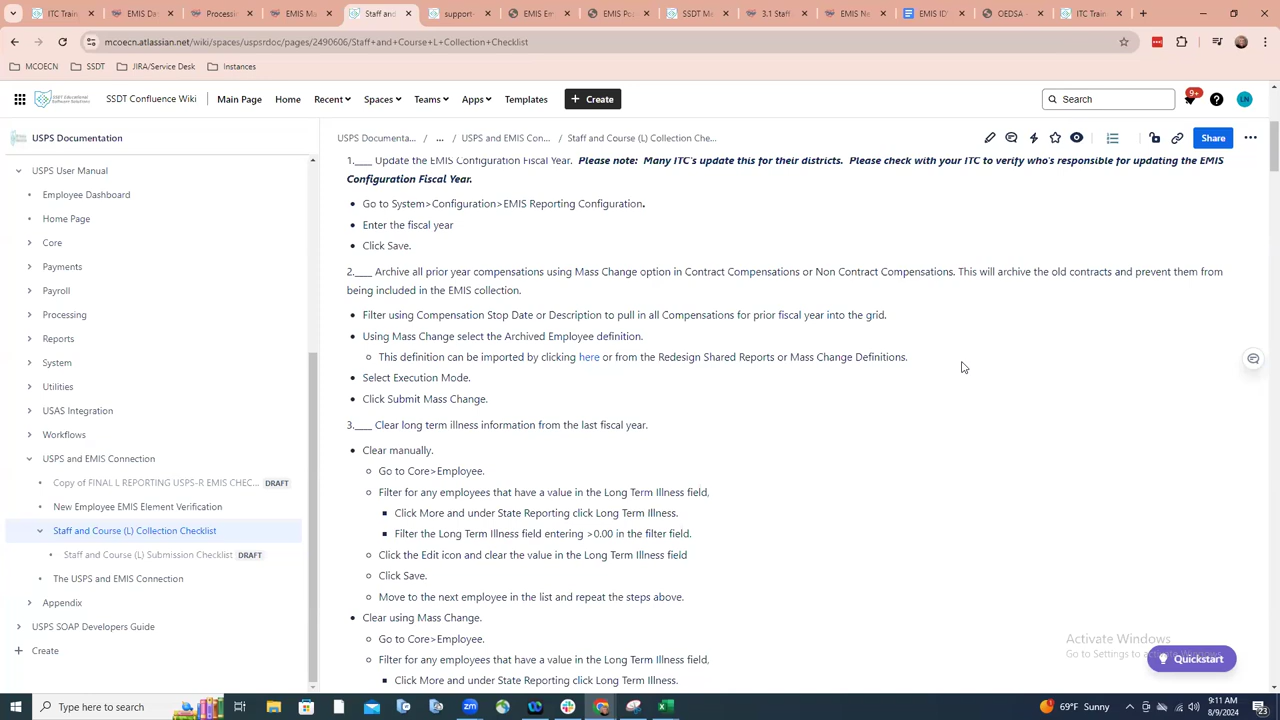 ITC Train
EMIS Da
Processin
EMIS Ma
Staff and
support-
EMIS Em
EMIS Pos
SSDT Me
3.1 Staff
EMIS Ne
EMIS ID
OEDSA -
ITC Train
mcoecn.atlassian.net/wiki/spaces/uspsrdoc/pages/2490606/Staff+and+Course+L+Collection+Checklist
MCOECN
SSDT
JIRA/Service Desk
Instances
SSDT Confluence Wiki
Main Page
Home
Recent
Spaces
Teams
Apps
Templates
+ Create
Search
9+
LN
USPS Documentation
USPS Documenta... / ... / USPS and EMIS Con... / Staff and Course (L) Collection Che...
Share
USPS User Manual
Employee Dashboard
Home Page
Core
Payments
Payroll
Processing
Reports
System
Utilities
USAS Integration
Workflows
USPS and EMIS Connection
Copy of FINAL L REPORTING USPS-R EMIS CHEC... DRAFT
New Employee EMIS Element Verification
Staff and Course (L) Collection Checklist
Staff and Course (L) Submission Checklist DRAFT
The USPS and EMIS Connection
Appendix
USPS SOAP Developers Guide
+ Create
1.____ Update the EMIS Configuration Fiscal Year. Please note: Many ITC's update this for their districts. Please check with your ITC to verify who's responsible for updating the EMIS
Configuration Fiscal Year.
• Go to System>Configuration>EMIS Reporting Configuration.
• Enter the fiscal year
• Click Save.
2.____ Archive all prior year compensations using Mass Change option in Contract Compensations or Non Contract Compensations. This will archive the old contracts and prevent them from
being included in the EMIS collection.
• Filter using Compensation Stop Date or Description to pull in all Compensations for prior fiscal year into the grid.
• Using Mass Change select the Archived Employee definition.
○ This definition can be imported by clicking here or from the Redesign Shared Reports or Mass Change Definitions.
• Select Execution Mode.
• Click Submit Mass Change.
3.____ Clear long term illness information from the last fiscal year.
• Clear manually.
○ Go to Core>Employee.
○ Filter for any employees that have a value in the Long Term Illness field,
▪ Click More and under State Reporting click Long Term Illness.
▪ Filter the Long Term Illness field entering >0.00 in the filter field.
○ Click the Edit icon and clear the value in the Long Term Illness field
○ Click Save.
○ Move to the next employee in the list and repeat the steps above.
• Clear using Mass Change.
○ Go to Core>Employee.
○ Filter for any employees that have a value in the Long Term Illness field,
▪ Click More and under State Reporting click Long Term Illness.
Activate Windows
Go to Settings to
Quickstart
Type here to search
69°F Sunny
9:11 AM
8/9/2024
23